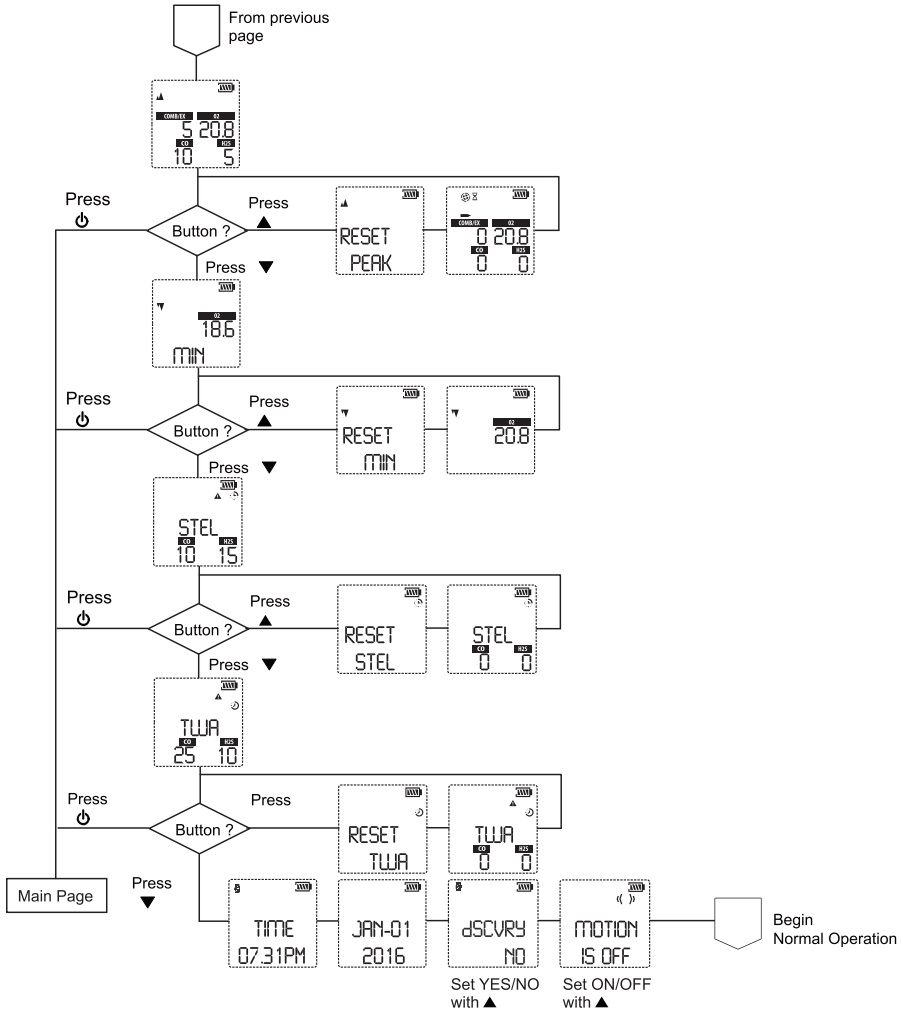 From previous
page
COMB/EX O2
5 20.8
CO H2S
10 5
Press
Button ?
Press ▲
RESET
PEAK
COMB/EX O2
0 20.8
CO H2S
0 0
Press ▼
O2
18.6
MIN
Press
Button ?
Press ▲
RESET
MIN
O2
20.8
Press ▼
STEL
CO H2S
10 15
Press
Button ?
Press ▲
RESET
STEL
STEL
CO H2S
0 0
Press ▼
TWA
CO H2S
25 10
Press
Button ?
Press
RESET
TWA
TWA
CO H2S
0 0
Main Page
Press
▼
TIME
07.31PM
JAN-01
2016
dSCVRY
NO
MOTION
IS OFF
Begin
Normal Operation
Set YES/NO
with ▲
Set ON/OFF
with ▲